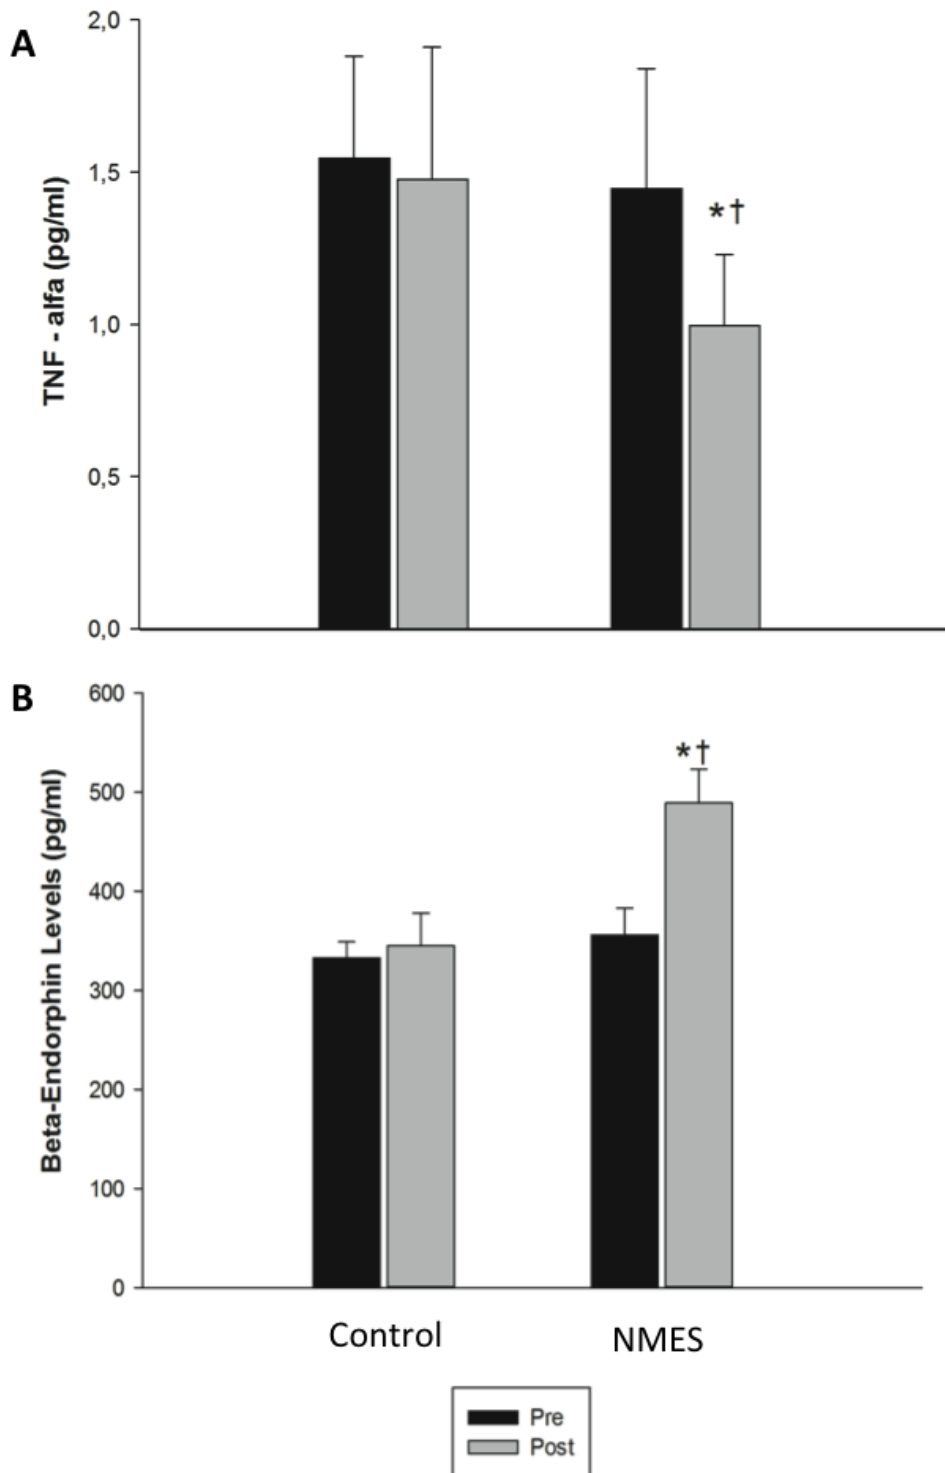 A
TNF - alfa (pg/ml)
2,0
1,5
1,0
0,5
0,0
*†
B
Beta-Endorphin Levels (pg/ml)
600
500
400
300
200
100
0
*†
Control NMES
Pre
Post